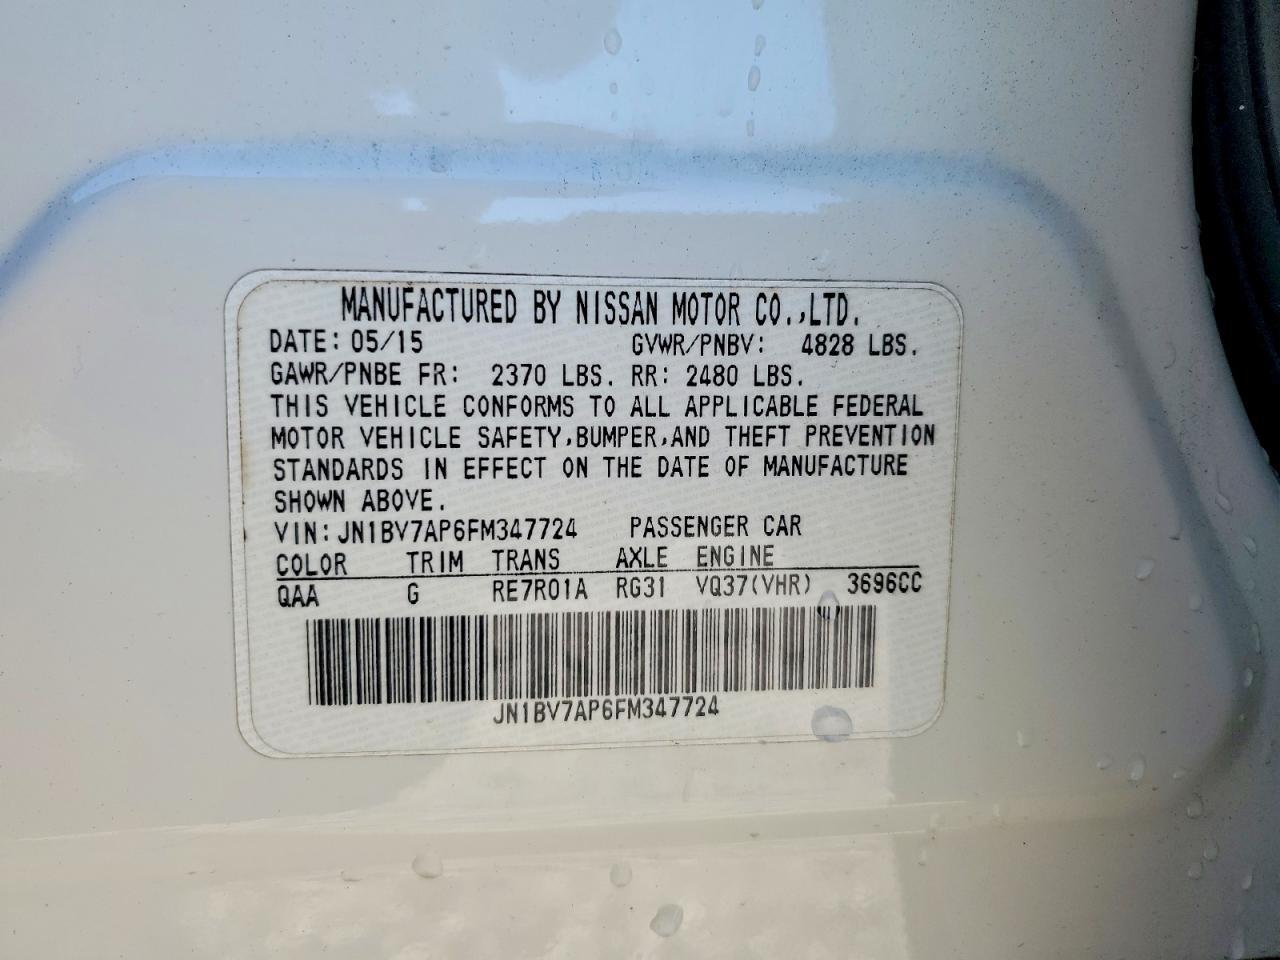 MANUFACTURED BY NISSAN MOTOR CO.,LTD.
DATE: 05/15 GVWR/PNBV: 4828 LBS.
GAWR/PNBE FR: 2370 LBS. RR: 2480 LBS.
THIS VEHICLE CONFORMS TO ALL APPLICABLE FEDERAL
MOTOR VEHICLE SAFETY,BUMPER,AND THEFT PREVENTION
STANDARDS IN EFFECT ON THE DATE OF MANUFACTURE
SHOWN ABOVE.
VIN: JN1BV7AP6FM347724 PASSENGER CAR
COLOR TRIM TRANS AXLE ENGINE
QAA G RE7R01A RG31 VQ37(VHR) 3696CC
JN1BV7AP6FM347724